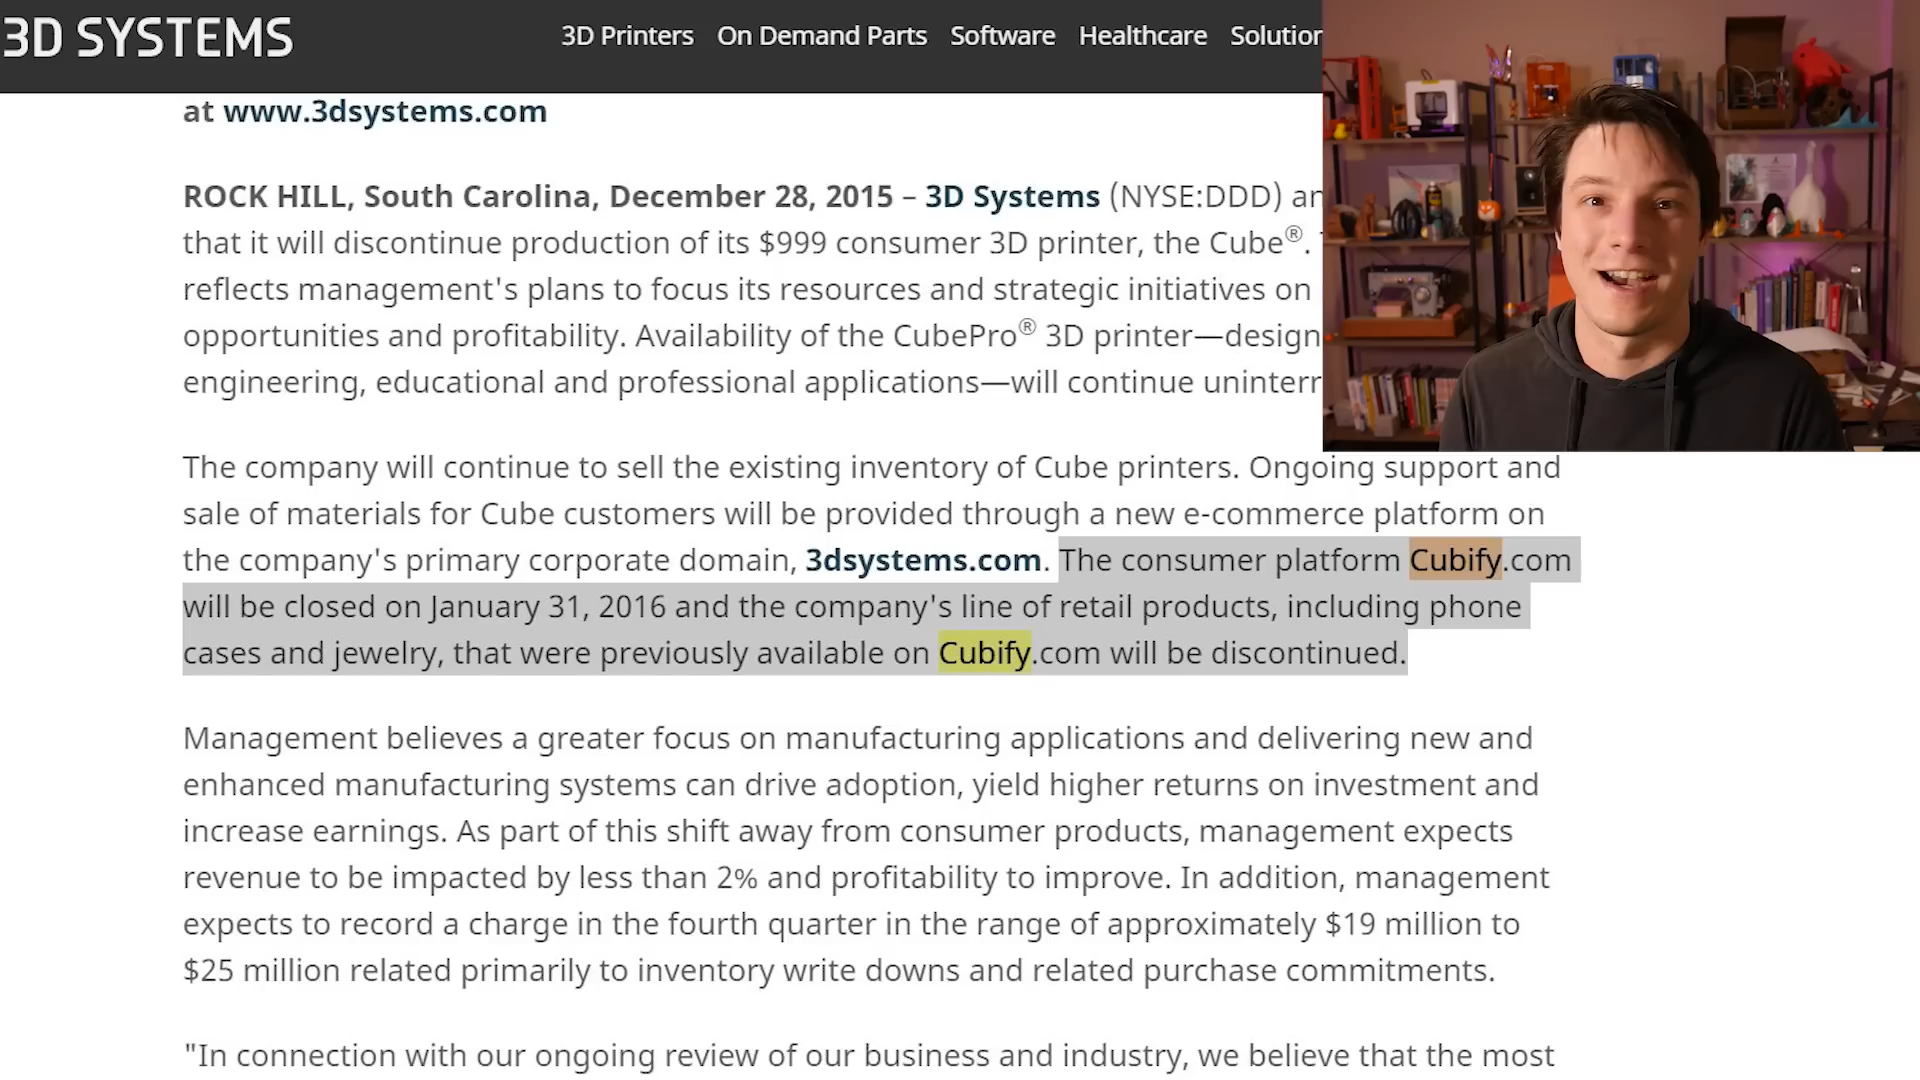 3D SYSTEMS
3D Printers On Demand Parts Software Healthcare Solution
at www.3dsystems.com
ROCK HILL, South Carolina, December 28, 2015 – 3D Systems (NYSE:DDD) an
that it will discontinue production of its $999 consumer 3D printer, the Cube®.
reflects management's plans to focus its resources and strategic initiatives on
opportunities and profitability. Availability of the CubePro® 3D printer—design
engineering, educational and professional applications—will continue uninterr
The company will continue to sell the existing inventory of Cube printers. Ongoing support and
sale of materials for Cube customers will be provided through a new e-commerce platform on
the company's primary corporate domain, 3dsystems.com. The consumer platform Cubify.com
will be closed on January 31, 2016 and the company's line of retail products, including phone
cases and jewelry, that were previously available on Cubify.com will be discontinued.
Management believes a greater focus on manufacturing applications and delivering new and
enhanced manufacturing systems can drive adoption, yield higher returns on investment and
increase earnings. As part of this shift away from consumer products, management expects
revenue to be impacted by less than 2% and profitability to improve. In addition, management
expects to record a charge in the fourth quarter in the range of approximately $19 million to
$25 million related primarily to inventory write downs and related purchase commitments.
"In connection with our ongoing review of our business and industry, we believe that the most